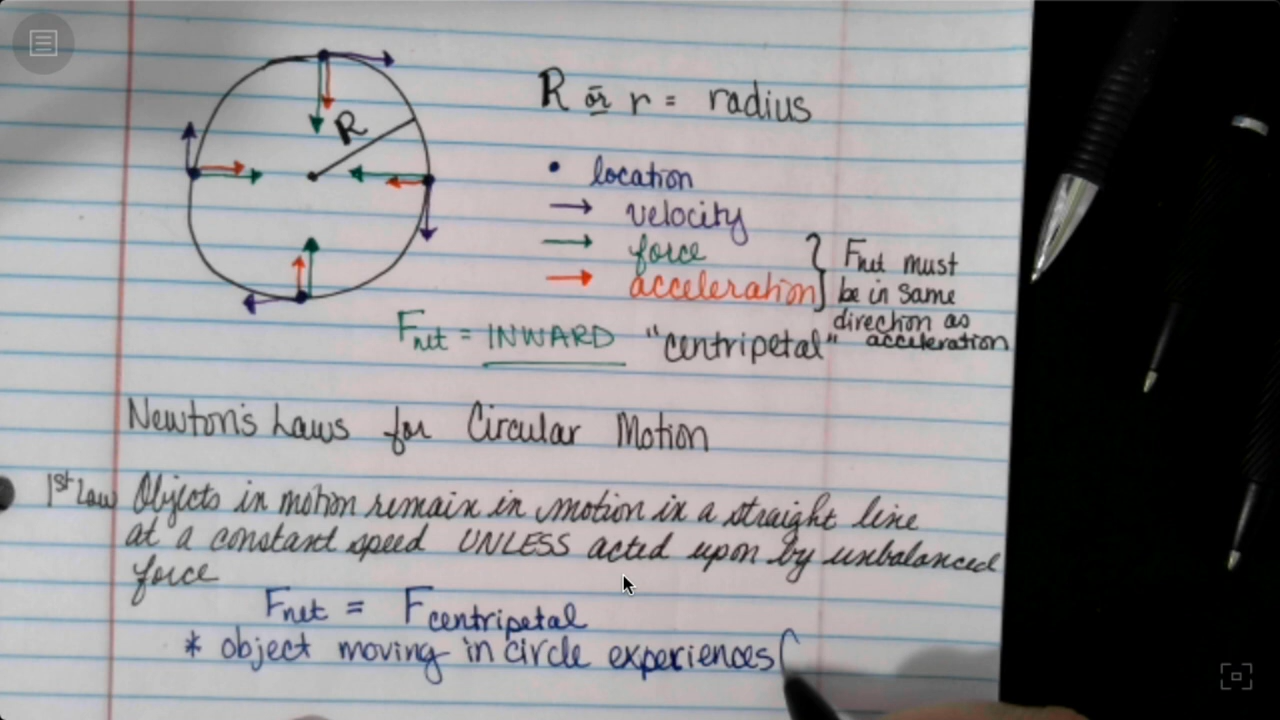 R
R or r = radius
• location
→ velocity
→ force
→ acceleration
} Fnet must
be in same
direction as
acceleration
Fnet = INWARD "centripetal"
Newton's Laws for Circular Motion
1st Law Objects in motion remain in motion in a straight line
at a constant speed UNLESS acted upon by unbalanced
force
Fnet = Fcentripetal
* object moving in circle experiences